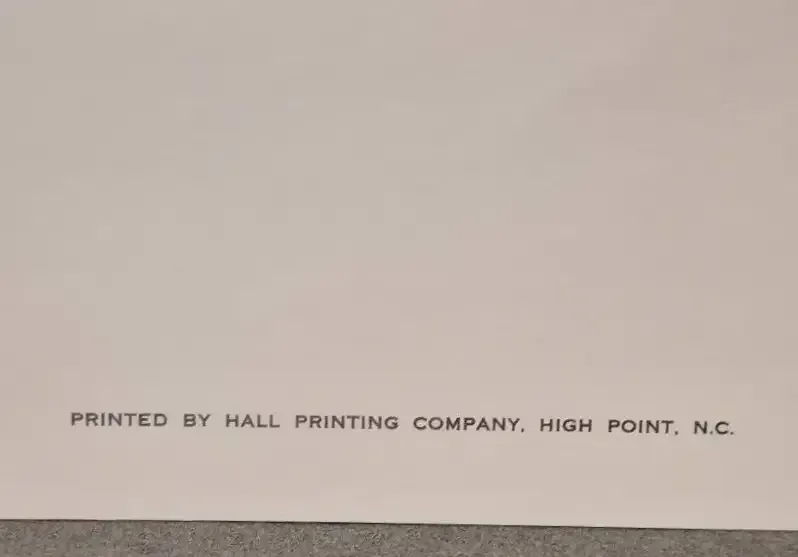 PRINTED BY HALL PRINTING COMPANY, HIGH POINT, N.C.